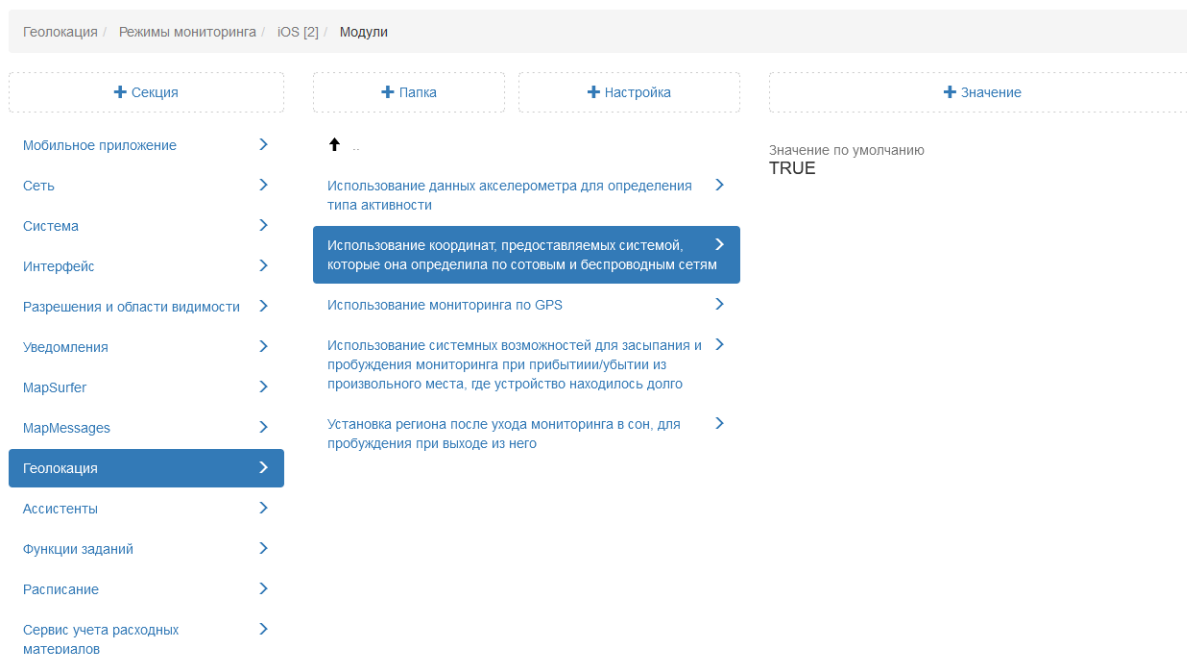 Геолокация / Режимы мониторинга / iOS [2] / Модули
+ Секция
+ Папка
+ Настройка
+ Значение
Мобильное приложение
Сеть
Система
Интерфейс
Разрешения и области видимости
Уведомления
MapSurfer
MapMessages
Геолокация
Ассистенты
Функции заданий
Расписание
Сервис учета расходных
материалов
..
Использование данных акселерометра для определения
типа активности
Использование координат, предоставляемых системой,
которые она определила по сотовым и беспроводным сетям
Использование мониторинга по GPS
Использование системных возможностей для засыпания и
пробуждения мониторинга при прибытиии/убытии из
произвольного места, где устройство находилось долго
Установка региона после ухода мониторинга в сон, для
пробуждения при выходе из него
Значение по умолчанию
TRUE